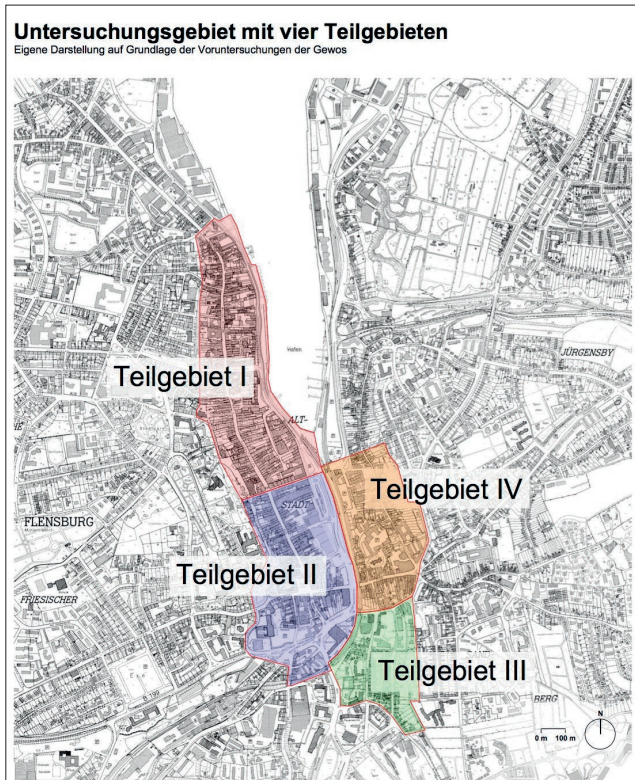 Untersuchungsgebiet mit vier Teilgebieten
Eigene Darstellung auf Grundlage der Voruntersuchungen der Gewos
Hafen
JÜRGENSBY
Teilgebiet I
ALT-
Teilgebiet IV
STADT
FLENSBURG
Teilgebiet II
FRIESISCHER
Teilgebiet III
BERG
N
0 m 100 m